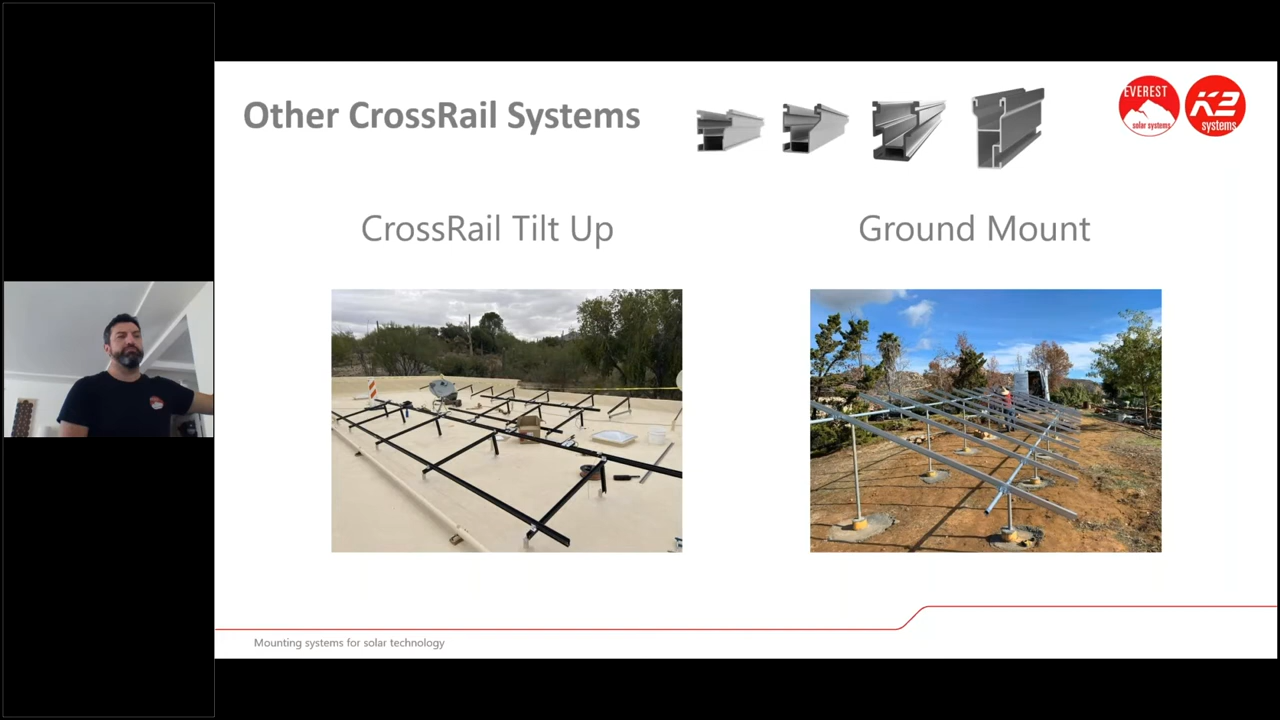 Other CrossRail Systems
EVEREST
solar systems
K2
systems
CrossRail Tilt Up
Ground Mount
Mounting systems for solar technology